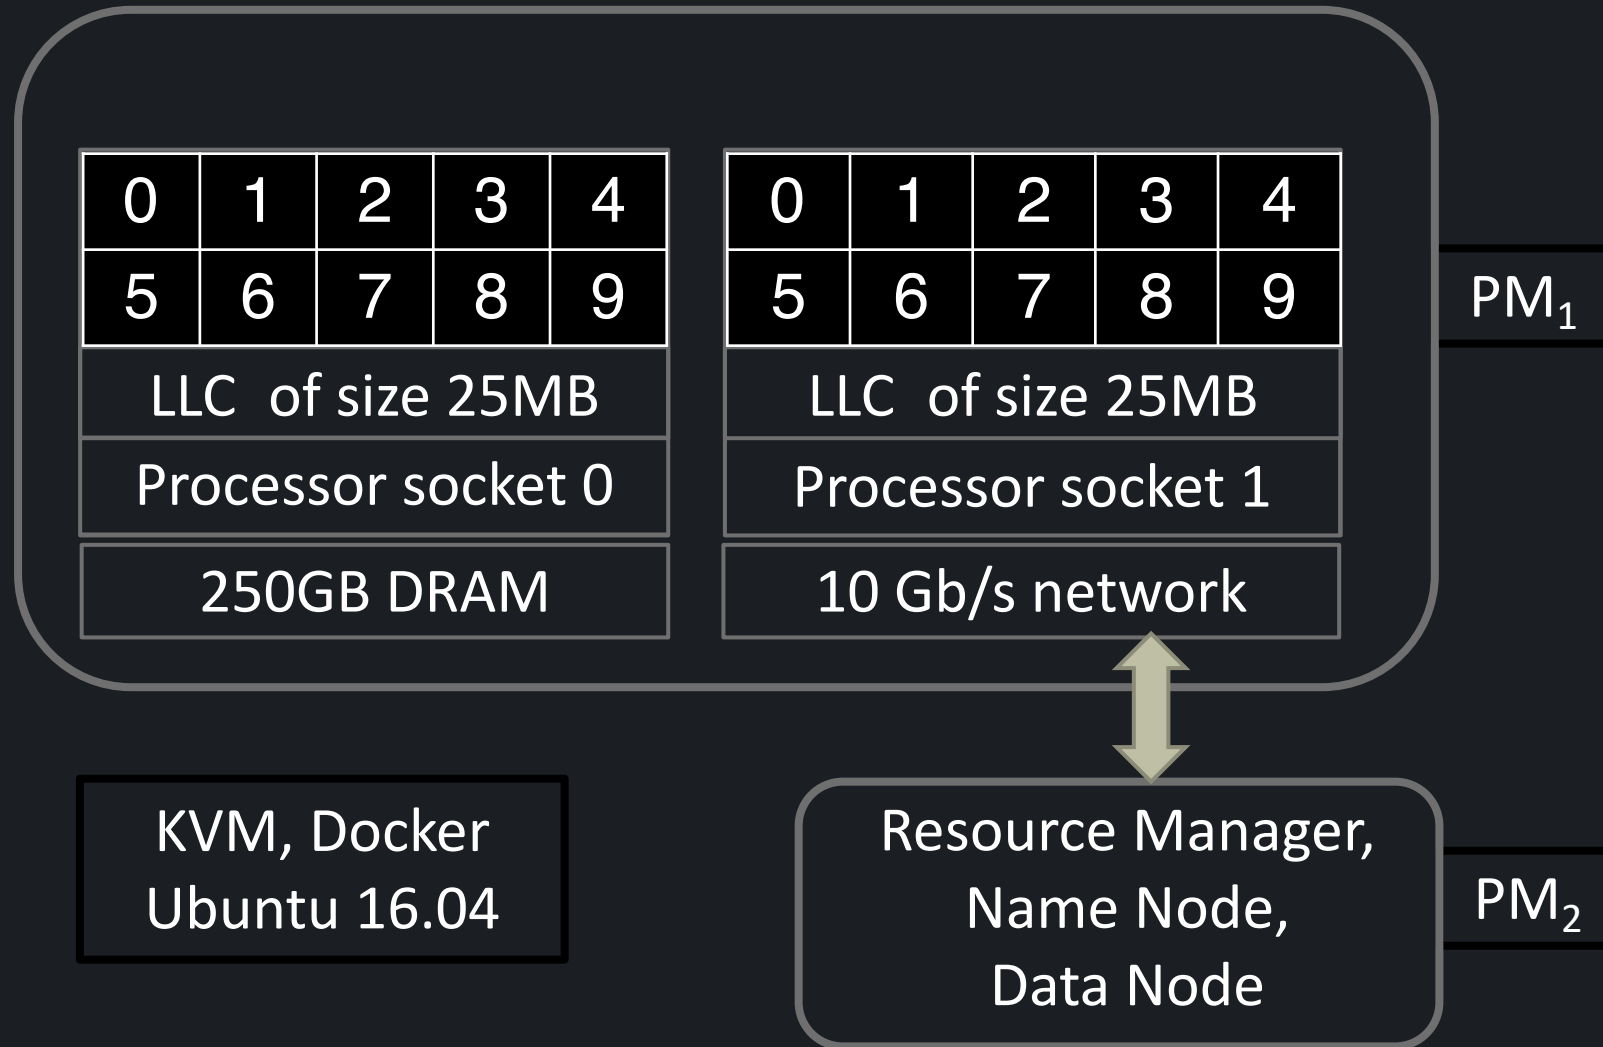 0 1 2 3 4
5 6 7 8 9
LLC of size 25MB
Processor socket 0
250GB DRAM
0 1 2 3 4
5 6 7 8 9
LLC of size 25MB
Processor socket 1
10 Gb/s network
PM₁
KVM, Docker
Ubuntu 16.04
Resource Manager,
Name Node,
Data Node
PM₂